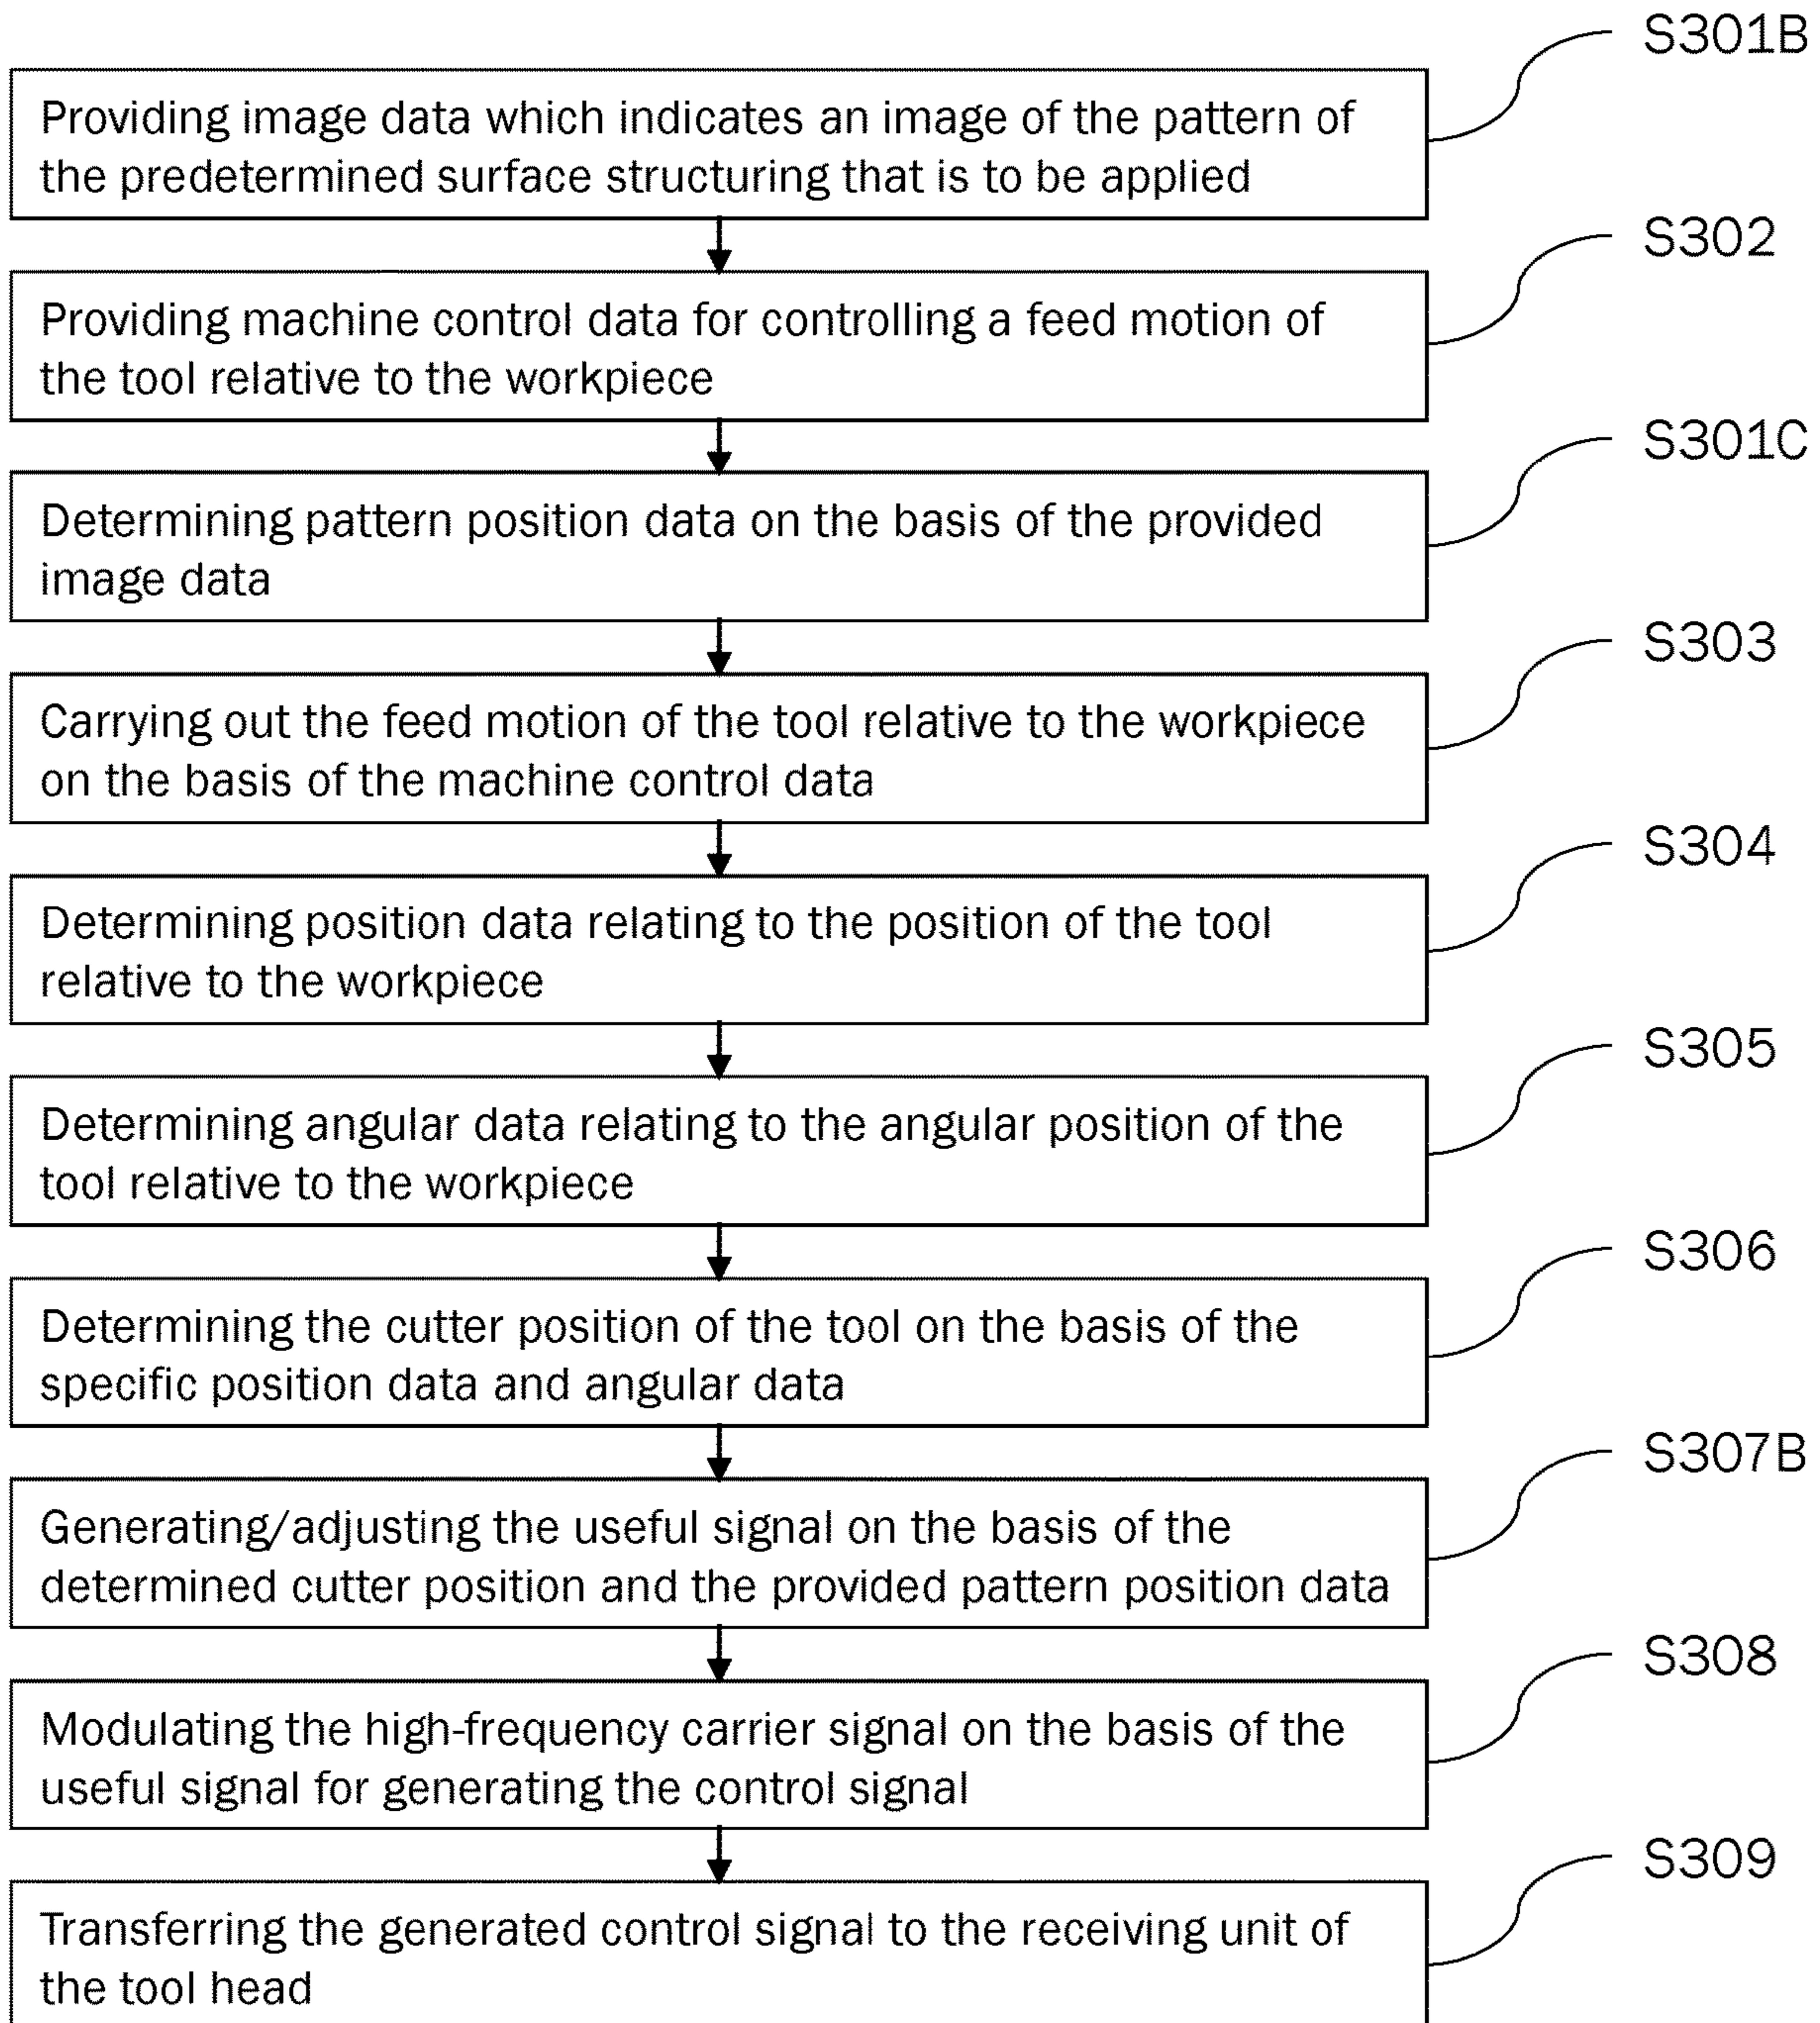 S301B
Providing image data which indicates an image of the pattern of
the predetermined surface structuring that is to be applied
S302
Providing machine control data for controlling a feed motion of
the tool relative to the workpiece
S301C
Determining pattern position data on the basis of the provided
image data
S303
Carrying out the feed motion of the tool relative to the workpiece
on the basis of the machine control data
S304
Determining position data relating to the position of the tool
relative to the workpiece
S305
Determining angular data relating to the angular position of the
tool relative to the workpiece
S306
Determining the cutter position of the tool on the basis of the
specific position data and angular data
S307B
Generating/adjusting the useful signal on the basis of the
determined cutter position and the provided pattern position data
S308
Modulating the high-frequency carrier signal on the basis of the
useful signal for generating the control signal
S309
Transferring the generated control signal to the receiving unit of
the tool head